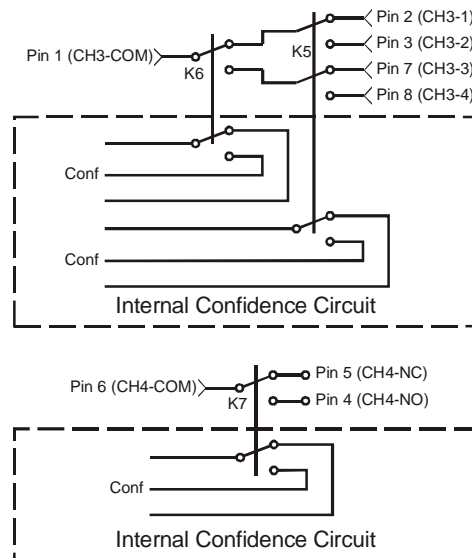 Pin 2 (CH3-1)
Pin 1 (CH3-COM)
K6
K5
Pin 3 (CH3-2)
Pin 7 (CH3-3)
Pin 8 (CH3-4)
Conf
Conf
Internal Confidence Circuit
Pin 6 (CH4-COM)
K7
Pin 5 (CH4-NC)
Pin 4 (CH4-NO)
Conf
Internal Confidence Circuit